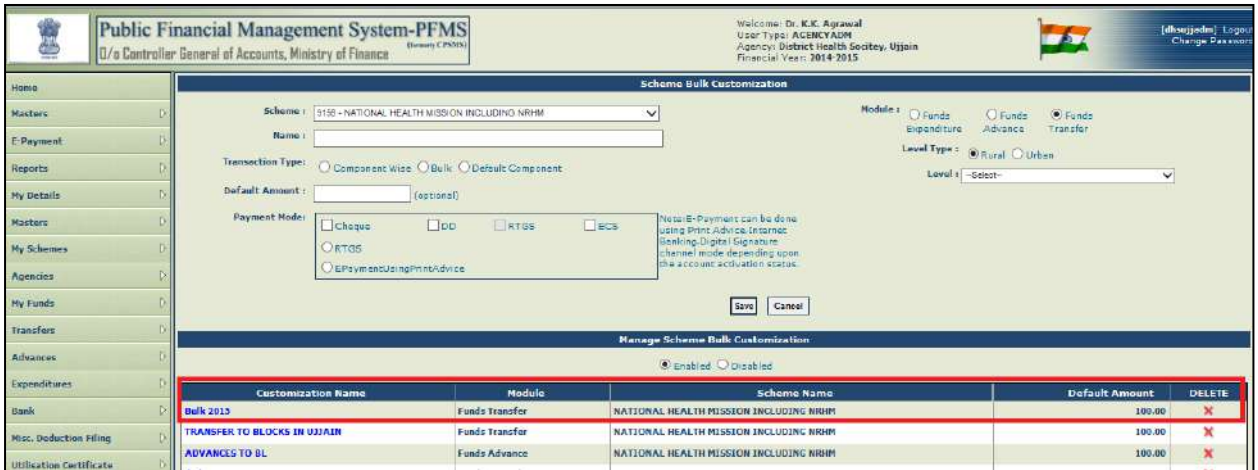 Public Financial Management System-PFMS
(Formerly CPSMS)
O/o Controller General of Accounts, Ministry of Finance
Welcome: Dr. K.K. Agrawal
User Type: AGENCYADM
Agency: District Health Socitey, Ujjain
Financial Year: 2014-2015
[dhsujjadm] Logou
Change Password
Home
Masters
E-Payment
Reports
My Details
Masters
My Schemes
Agencies
My Funds
Transfers
Advances
Expenditures
Bank
Misc. Deduction Filing
Utilisation Certificate
Scheme Bulk Customization
Scheme : 9156 - NATIONAL HEALTH MISSION INCLUDING NRHM
Name :
Transaction Type: Component Wise Bulk Default Component
Default Amount : (optional)
Payment Mode: Cheque DD RTGS ECS
RTGS
EPaymentUsingPrintAdvice
Note:E-Payment can be done
using Print Advice,Internet
Banking,Digital Signature
channel mode depending upon
the account activation status.
Module : Funds Expenditure Funds Advance Funds Transfer
Level Type : Rural Urban
Level : --Select--
Save Cancel
Manage Scheme Bulk Customization
Enabled Disabled
Customization Name Module Scheme Name Default Amount DELETE
Bulk 2013 Funds Transfer NATIONAL HEALTH MISSION INCLUDING NRHM 100.00
TRANSFER TO BLOCKS IN UJJAIN Funds Transfer NATIONAL HEALTH MISSION INCLUDING NRHM 100.00
ADVANCES TO BL Funds Advance NATIONAL HEALTH MISSION INCLUDING NRHM 100.00